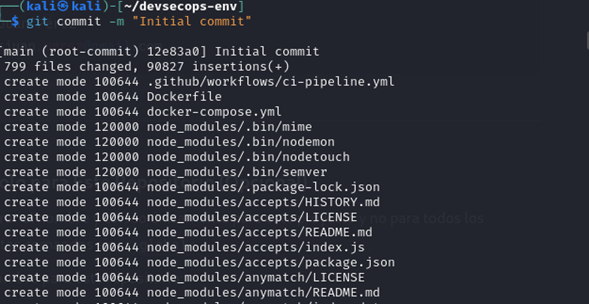 (kali㉿kali)-[~/devsecops-env]
$ git commit -m "Initial commit"
[main (root-commit) 12e83a0] Initial commit
799 files changed, 90827 insertions(+)
create mode 100644 .github/workflows/ci-pipeline.yml
create mode 100644 Dockerfile
create mode 100644 docker-compose.yml
create mode 120000 node_modules/.bin/mime
create mode 120000 node_modules/.bin/nodemon
create mode 120000 node_modules/.bin/nodetouch
create mode 120000 node_modules/.bin/semver
create mode 100644 node_modules/.package-lock.json
create mode 100644 node_modules/accepts/HISTORY.md
create mode 100644 node_modules/accepts/LICENSE
y no para todos los
create mode 100644 node_modules/accepts/README.md
create mode 100644 node_modules/accepts/index.js
create mode 100644 node_modules/accepts/package.json
create mode 100644 node_modules/anymatch/LICENSE
create mode 100644 node_modules/anymatch/README.md